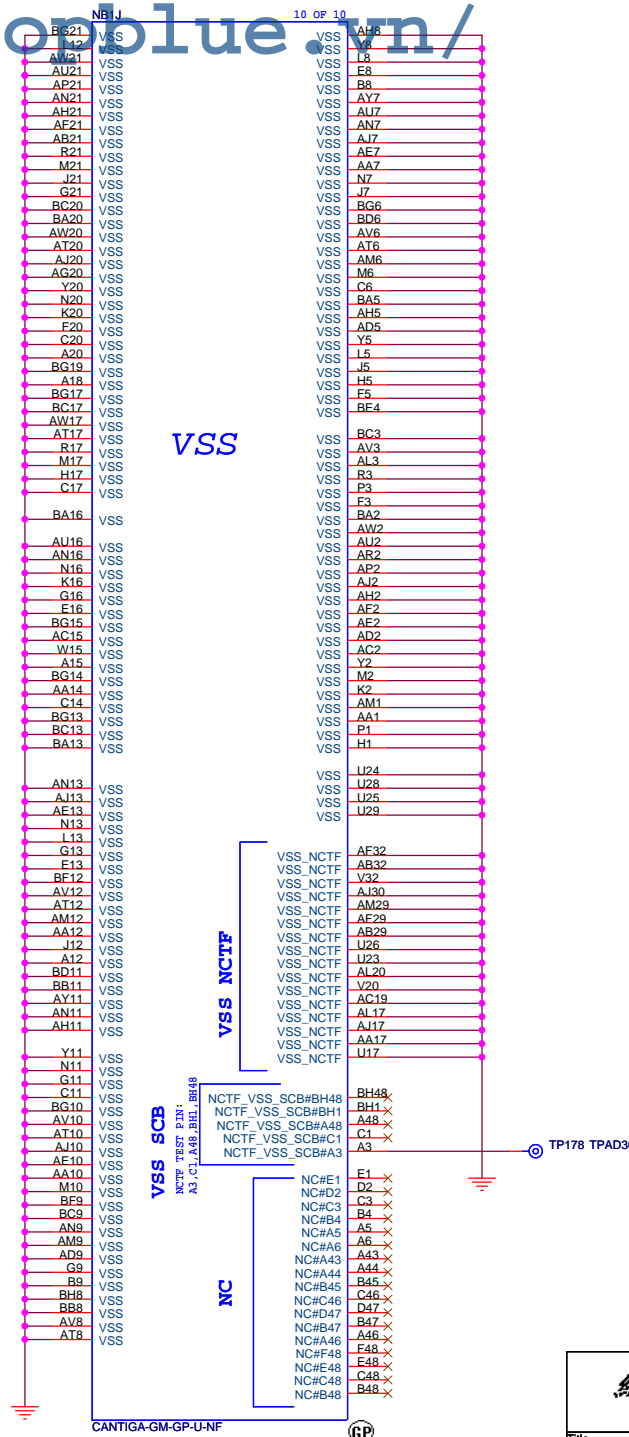 opblue.vn/
NB1J
10 OF 10
BG21 VSS
L12 VSS
AW21 VSS
AU21 VSS
AP21 VSS
AN21 VSS
AH21 VSS
AF21 VSS
AB21 VSS
R21 VSS
M21 VSS
J21 VSS
G21 VSS
BC20 VSS
BA20 VSS
AW20 VSS
AT20 VSS
AJ20 VSS
AG20 VSS
Y20 VSS
N20 VSS
K20 VSS
F20 VSS
C20 VSS
A20 VSS
BG19 VSS
A18 VSS
BG17 VSS
BC17 VSS
AW17 VSS
AT17 VSS
R17 VSS
M17 VSS
H17 VSS
C17 VSS
BA16 VSS
AU16 VSS
AN16 VSS
N16 VSS
K16 VSS
G16 VSS
E16 VSS
BG15 VSS
AC15 VSS
W15 VSS
A15 VSS
BG14 VSS
AA14 VSS
C14 VSS
BG13 VSS
BC13 VSS
BA13 VSS
AN13 VSS
AJ13 VSS
AE13 VSS
N13 VSS
L13 VSS
G13 VSS
E13 VSS
BF12 VSS
AV12 VSS
AT12 VSS
AM12 VSS
AA12 VSS
J12 VSS
A12 VSS
BD11 VSS
BB11 VSS
AY11 VSS
AN11 VSS
AH11 VSS
Y11 VSS
N11 VSS
G11 VSS
C11 VSS
BG10 VSS
AV10 VSS
AT10 VSS
AJ10 VSS
AE10 VSS
AA10 VSS
M10 VSS
BF9 VSS
BC9 VSS
AN9 VSS
AM9 VSS
AD9 VSS
G9 VSS
B9 VSS
BH8 VSS
BB8 VSS
AV8 VSS
AT8 VSS
VSS
VSS AH8
VSS Y8
VSS L8
VSS E8
VSS B8
VSS AY7
VSS AU7
VSS AN7
VSS AJ7
VSS AE7
VSS AA7
VSS N7
VSS J7
VSS BG6
VSS BD6
VSS AV6
VSS AT6
VSS AM6
VSS M6
VSS C6
VSS BA5
VSS AH5
VSS AD5
VSS Y5
VSS L5
VSS J5
VSS H5
VSS F5
VSS BE4
VSS BC3
VSS AV3
VSS AL3
VSS R3
VSS P3
VSS F3
VSS BA2
VSS AW2
VSS AU2
VSS AR2
VSS AP2
VSS AJ2
VSS AH2
VSS AF2
VSS AE2
VSS AD2
VSS AC2
VSS Y2
VSS M2
VSS K2
VSS AM1
VSS AA1
VSS P1
VSS H1
VSS U24
VSS U28
VSS U25
VSS U29
VSS NCTF
VSS_NCTF AF32
VSS_NCTF AB32
VSS_NCTF V32
VSS_NCTF AJ30
VSS_NCTF AM29
VSS_NCTF AF29
VSS_NCTF AB29
VSS_NCTF U26
VSS_NCTF U23
VSS_NCTF AL20
VSS_NCTF V20
VSS_NCTF AC19
VSS_NCTF AL17
VSS_NCTF AJ17
VSS_NCTF AA17
VSS_NCTF U17
VSS SCB
NCTF TEST PIN:
A3,C1,A48,BH1,BH48
NCTF_VSS_SCB#BH48 BH48
NCTF_VSS_SCB#BH1 BH1
NCTF_VSS_SCB#A48 A48
NCTF_VSS_SCB#C1 C1
NCTF_VSS_SCB#A3 A3
TP178 TPAD30
NC
NC#E1 E1
NC#D2 D2
NC#C3 C3
NC#B4 B4
NC#A5 A5
NC#A6 A6
NC#A43 A43
NC#A44 A44
NC#B45 B45
NC#C46 C46
NC#D47 D47
NC#B47 B47
NC#A46 A46
NC#F48 F48
NC#E48 E48
NC#C48 C48
NC#B48 B48
CANTIGA-GM-GP-U-NF
GP
Title